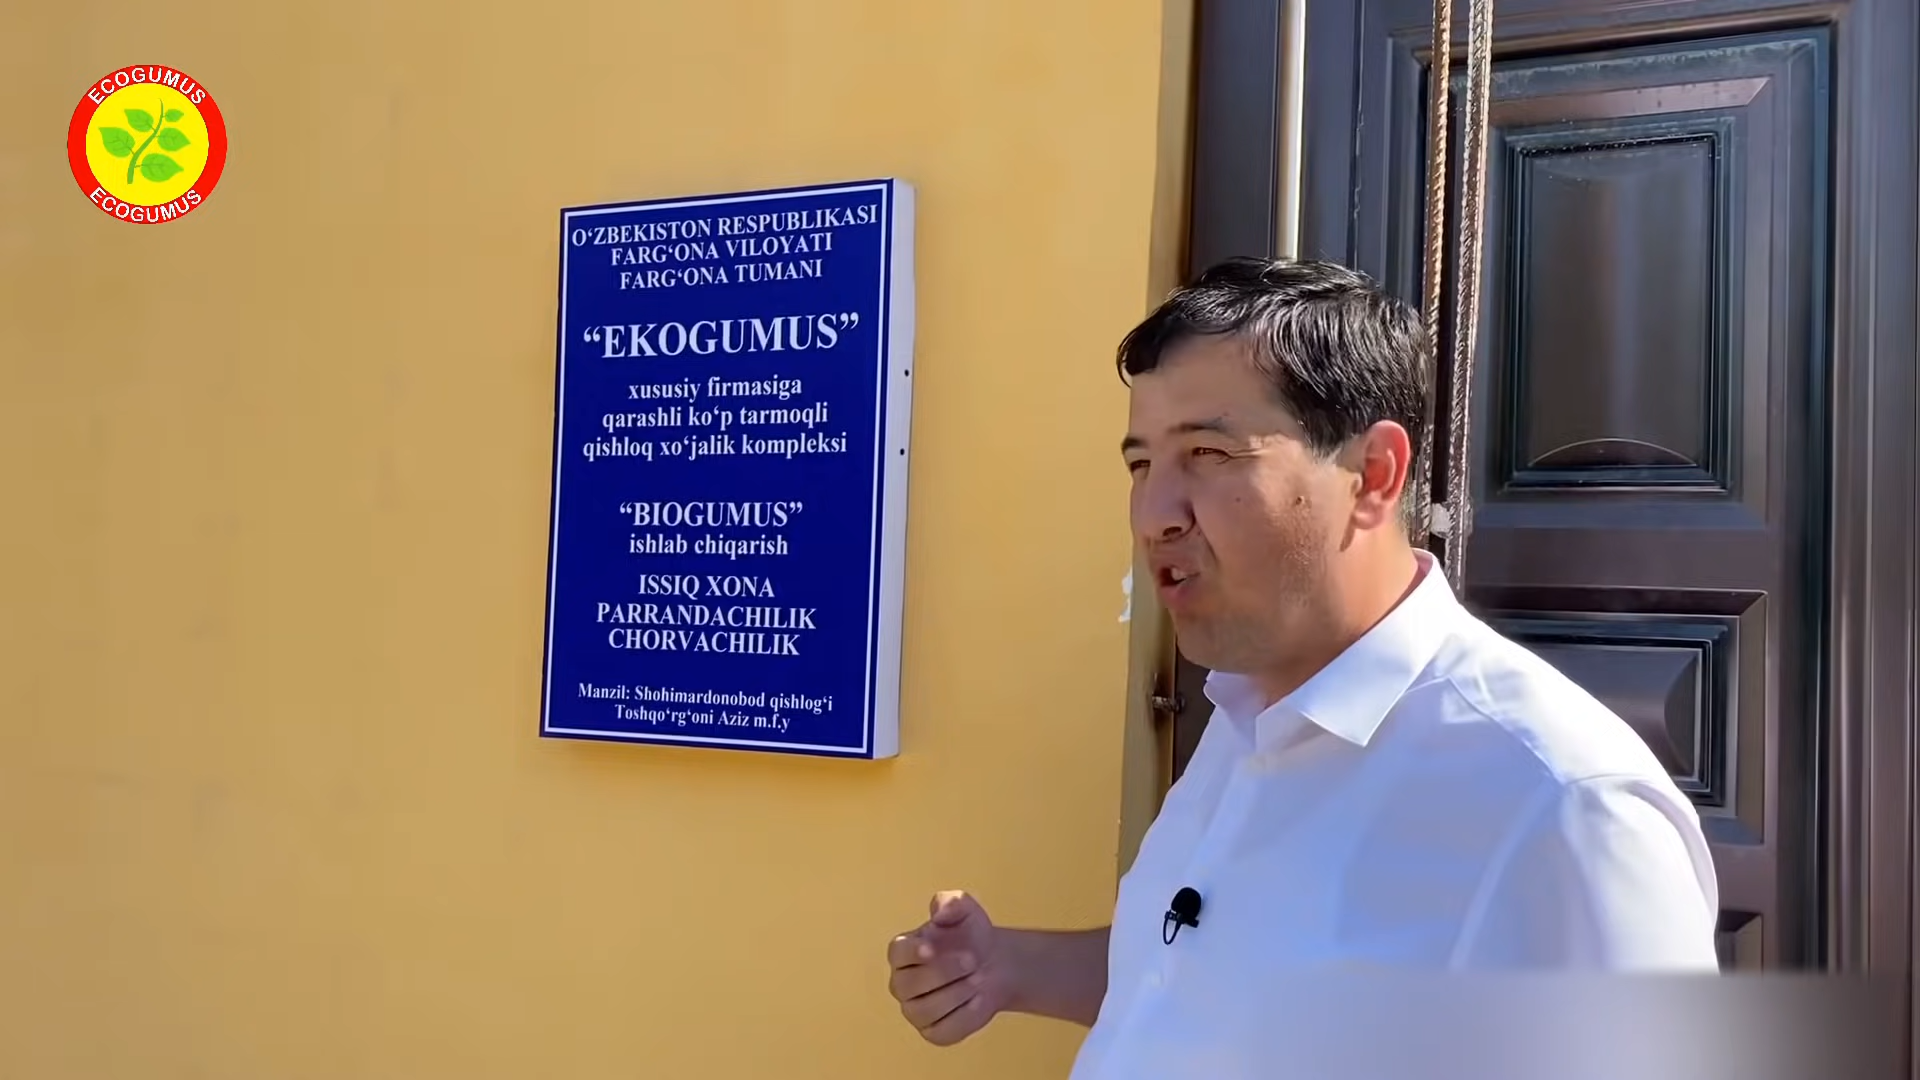 ECOGUMUS
ECOGUMUS
O‘ZBEKISTON RESPUBLIKASI
FARG‘ONA VILOYATI
FARG‘ONA TUMANI
“EKOGUMUS”
xususiy firmasiga
qarashli ko‘p tarmoqli
qishloq xo‘jalik kompleksi
“BIOGUMUS”
ishlab chiqarish
ISSIQ XONA
PARRANDACHILIK
CHORVACHILIK
Manzil: Shohimardonobod qishlog‘i
Toshqo‘rg‘oni Aziz m.f.y